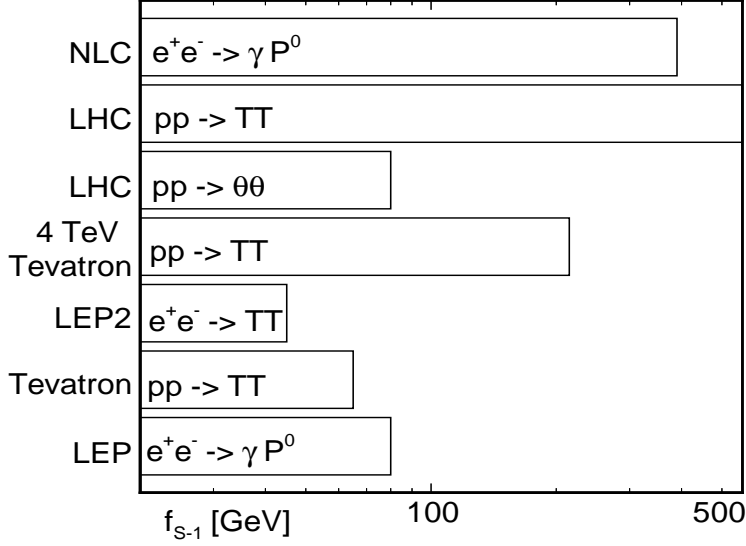 NLC e⁺e⁻ -> γ P⁰
LHC pp -> TT
LHC pp -> θθ
4 TeV
Tevatron pp -> TT
LEP2 e⁺e⁻ -> TT
Tevatron pp -> TT
LEP e⁺e⁻ -> γ P⁰
f_S-1 [GeV] 100 500